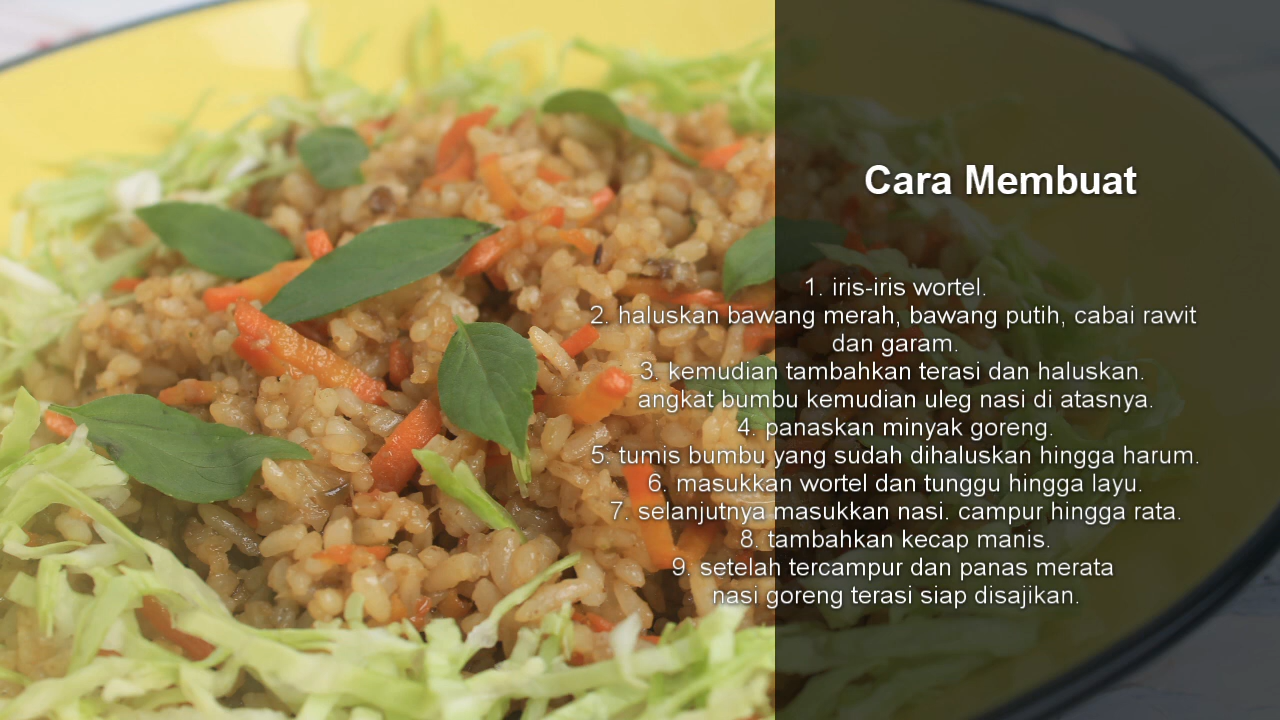 Cara Membuat
1. iris-iris wortel.
2. haluskan bawang merah, bawang putih, cabai rawit
dan garam.
3. kemudian tambahkan terasi dan haluskan.
angkat bumbu kemudian uleg nasi di atasnya.
4. panaskan minyak goreng.
5. tumis bumbu yang sudah dihaluskan hingga harum.
6. masukkan wortel dan tunggu hingga layu.
7. selanjutnya masukkan nasi. campur hingga rata.
8. tambahkan kecap manis.
9. setelah tercampur dan panas merata
nasi goreng terasi siap disajikan.